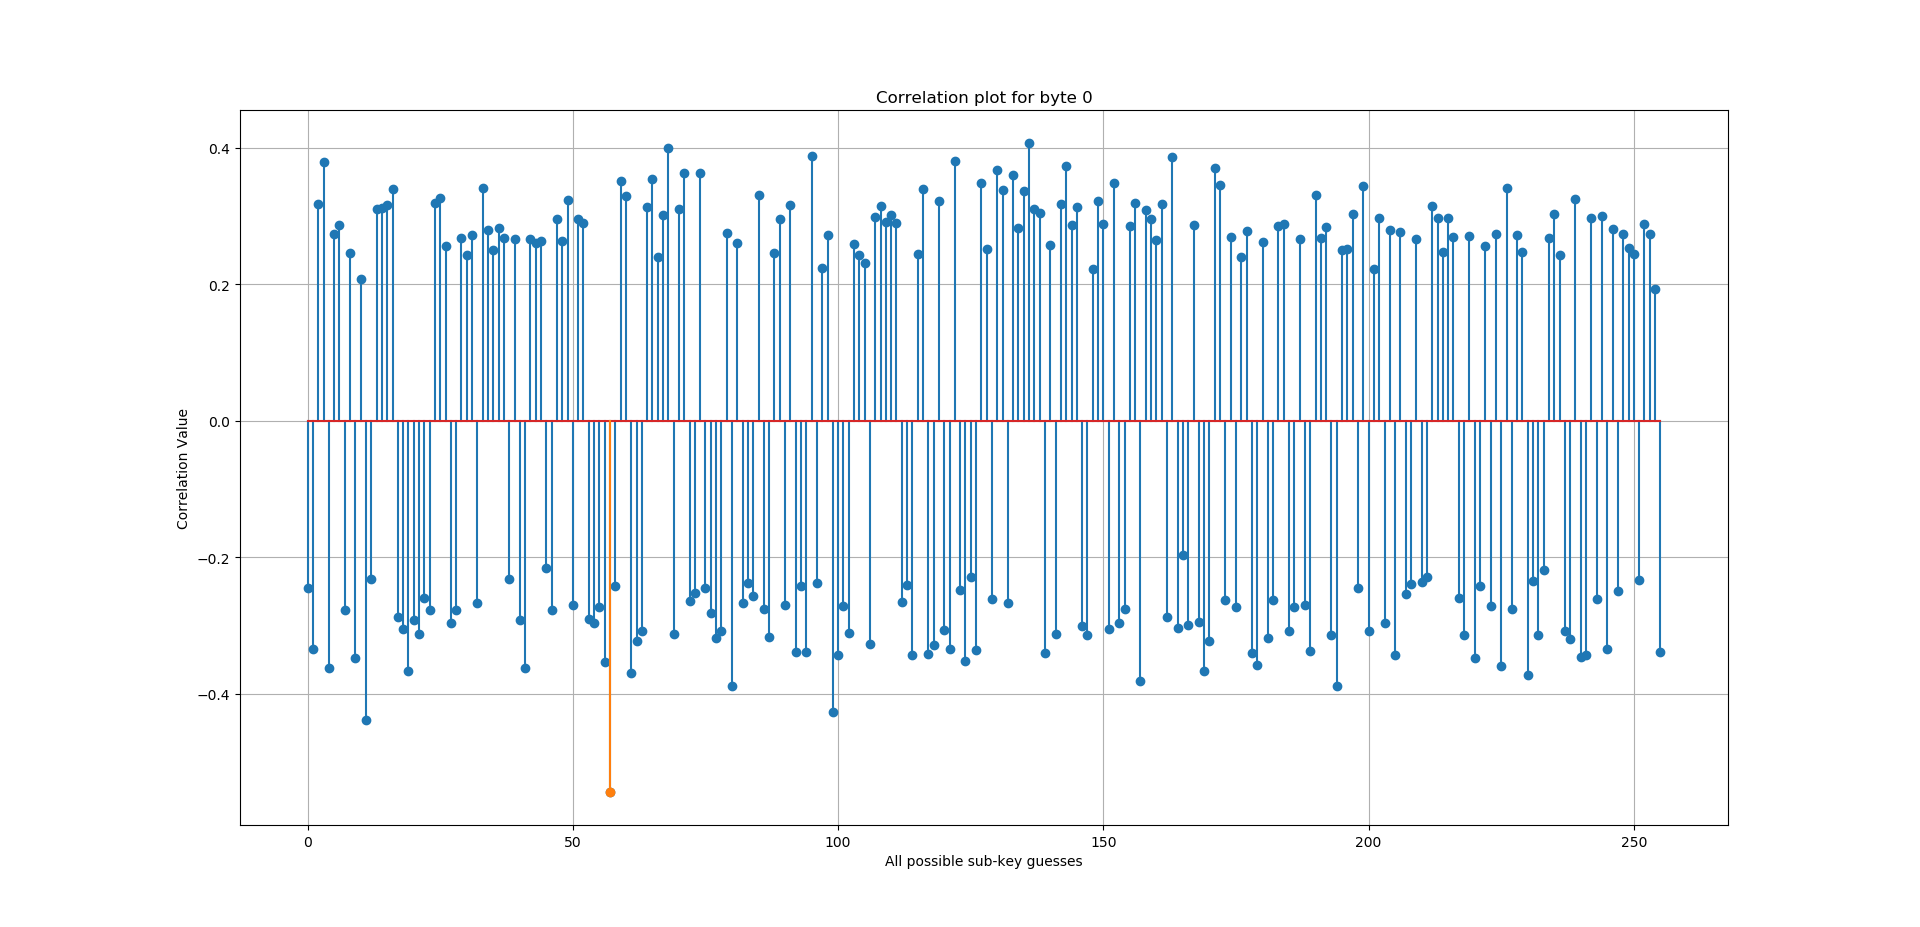 Correlation plot for byte 0
Correlation Value
0.4
0.2
0.0
−0.2
−0.4
0 50 100 150 200 250
All possible sub-key guesses